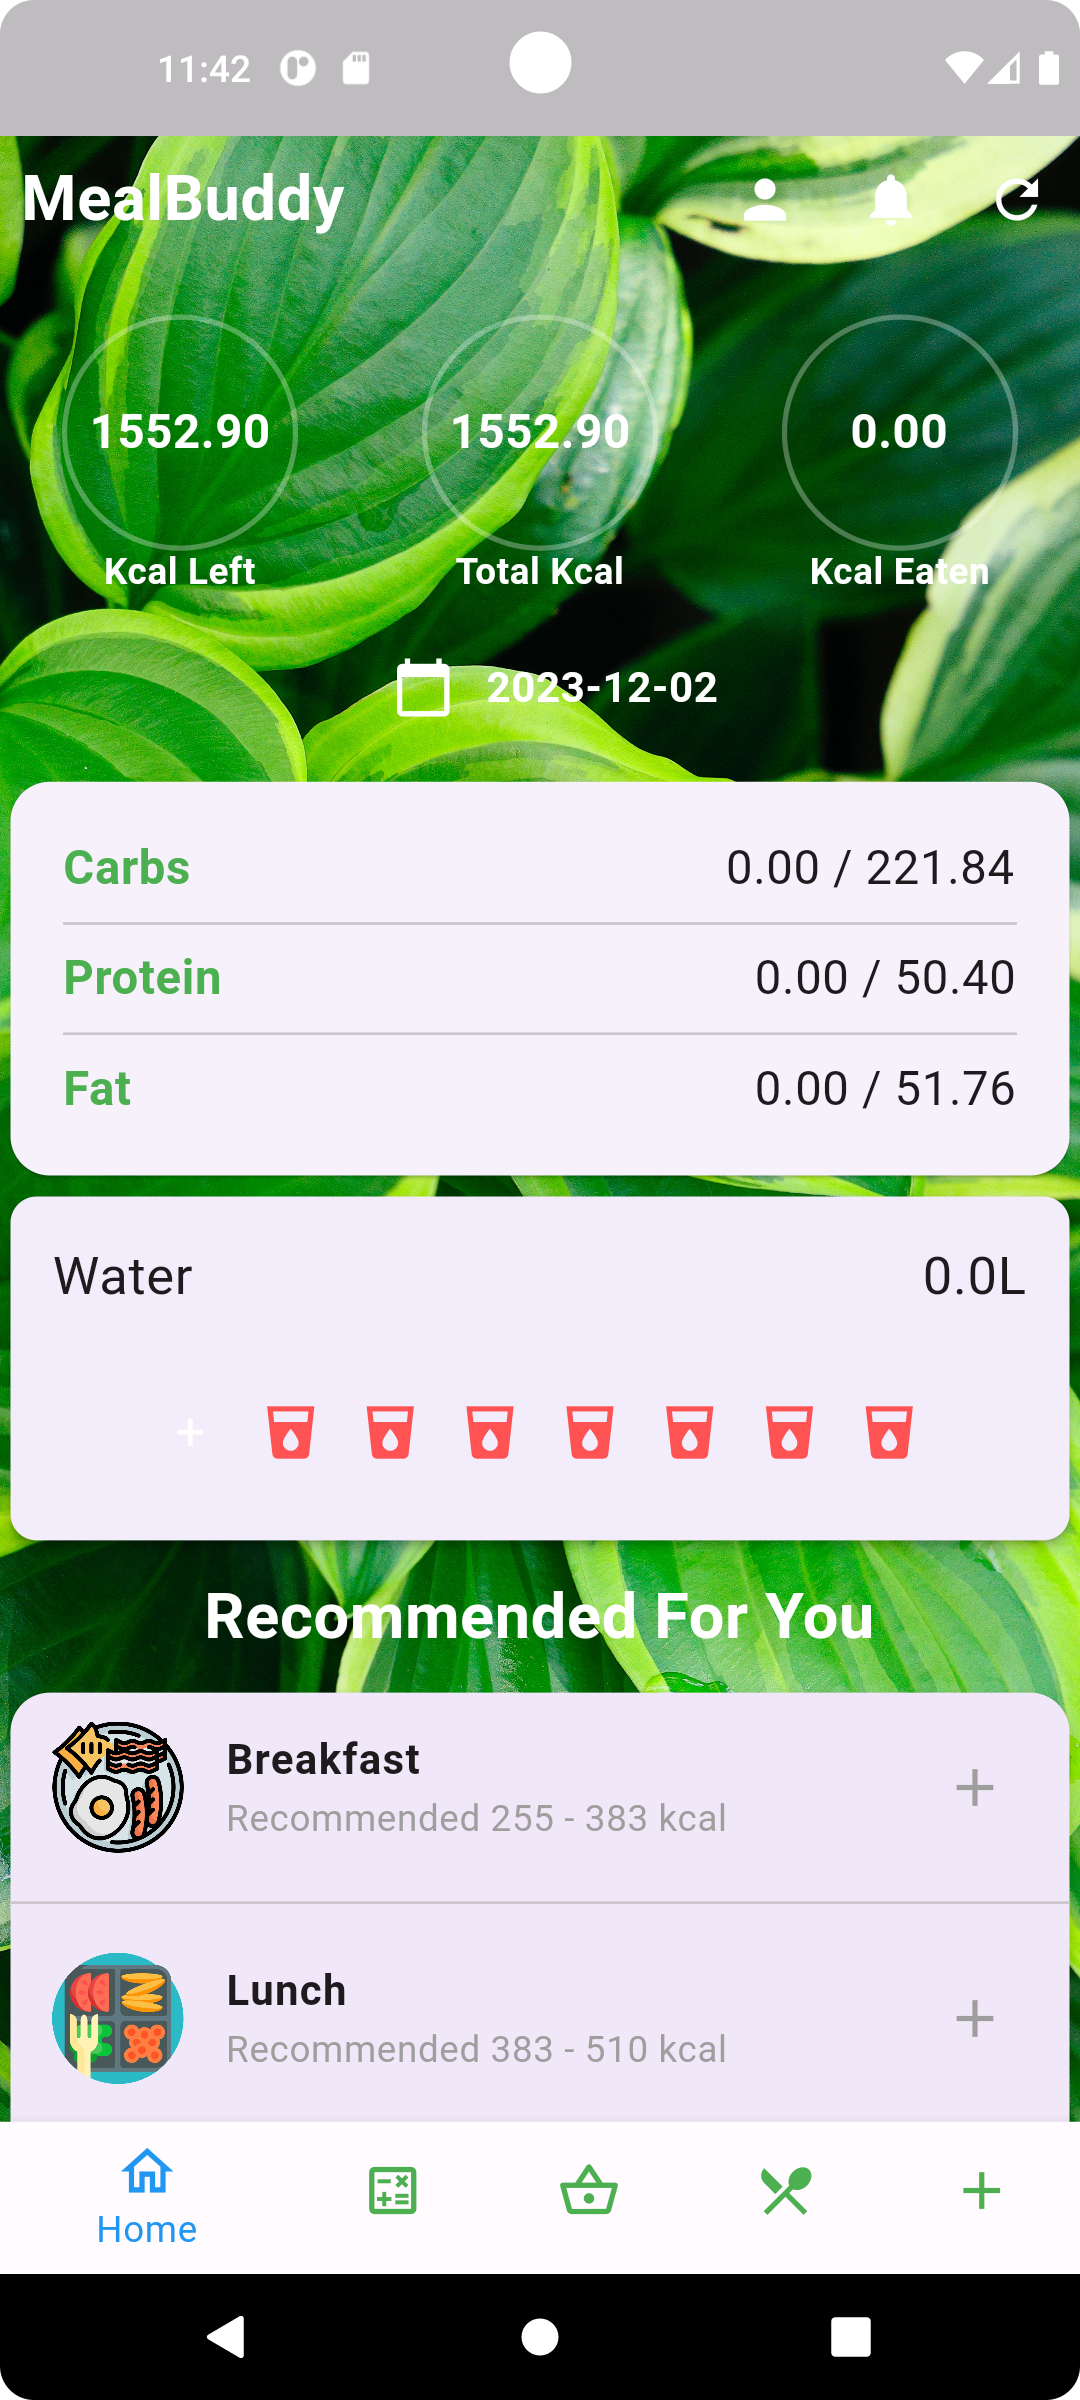 11:42
MealBuddy
1552.90 1552.90 0.00
Kcal Left Total Kcal Kcal Eaten
2023-12-02
Carbs 0.00 / 221.84
Protein 0.00 / 50.40
Fat 0.00 / 51.76
Water 0.0L
Recommended For You
Breakfast
Recommended 255 - 383 kcal
Lunch
Recommended 383 - 510 kcal
Home